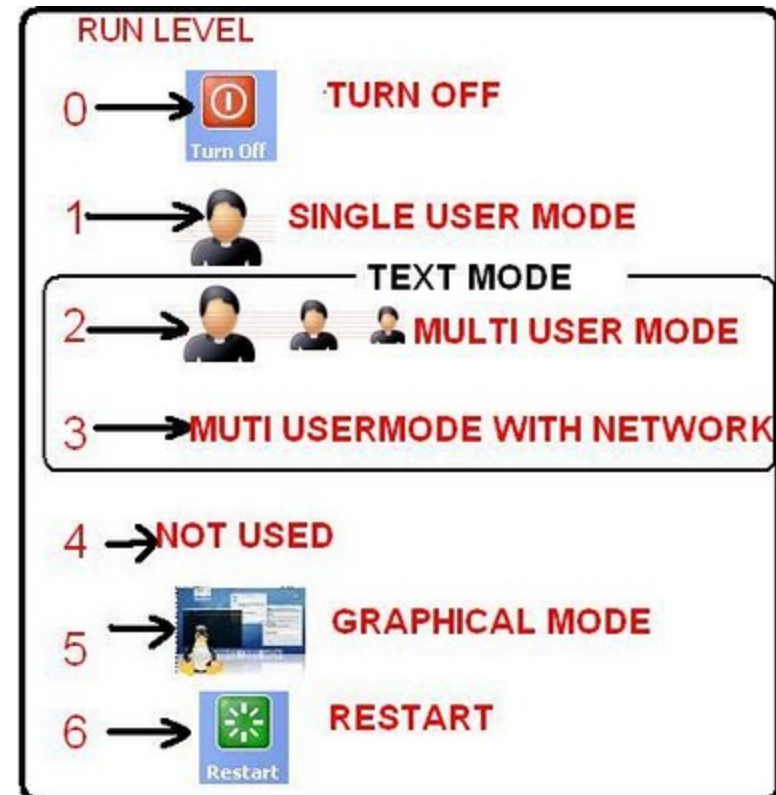 RUN LEVEL
0 TURN OFF
Turn Off
1 SINGLE USER MODE
TEXT MODE
2 MULTI USER MODE
3 MUTI USERMODE WITH NETWORK
4 NOT USED
5 GRAPHICAL MODE
6 RESTART
Restart